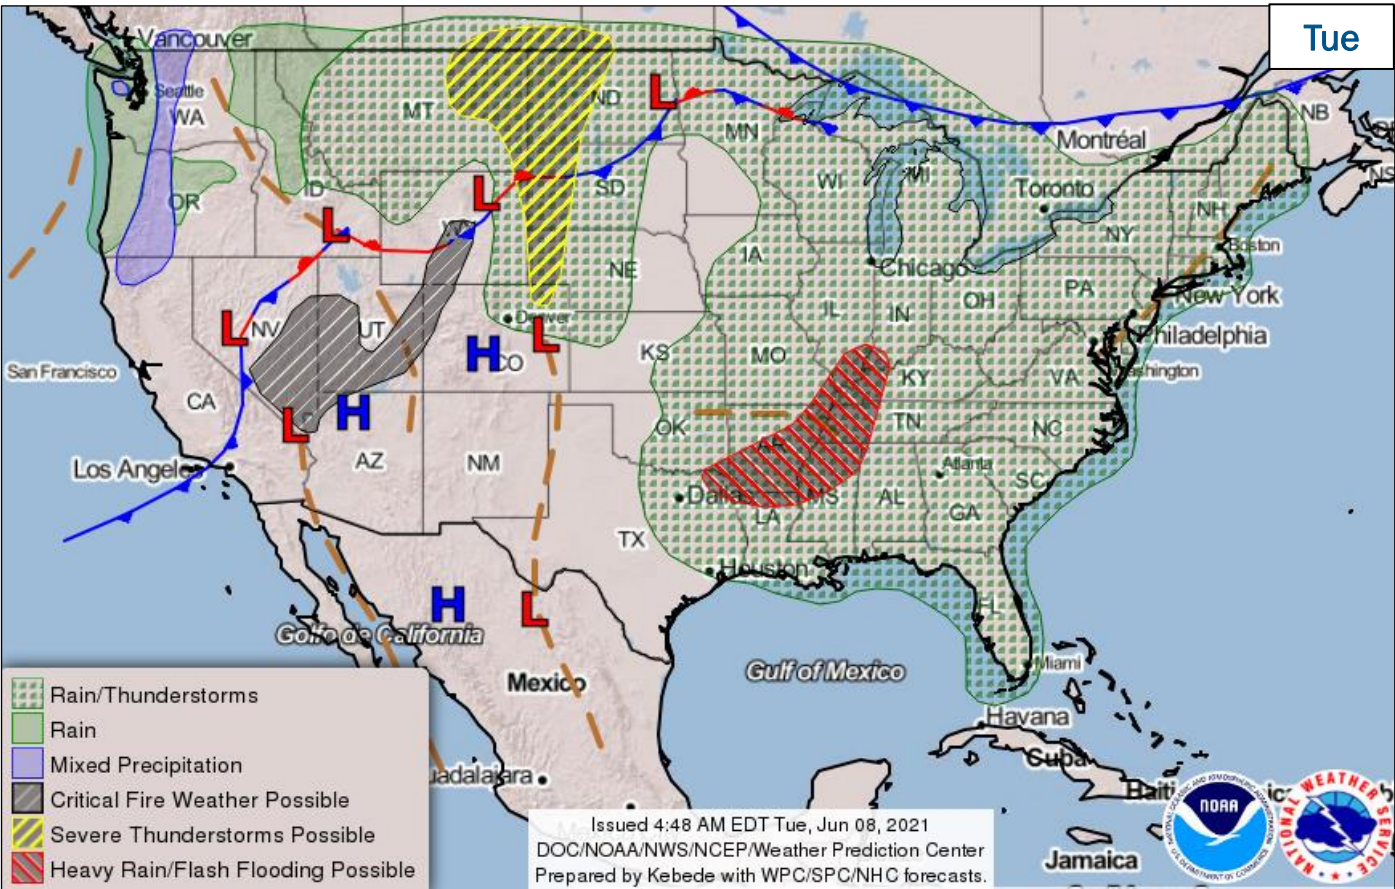 Tue
Vancouver
Seattle
WA
MT
ND
MN
Montréal
NB
NS
OR
ID
SD
WI
MI
Toronto
NH
NY
Boston
L
L
L
L
L
L
L
H
H
H
NE
IA
Chicago
IL
IN
OH
PA
New York
Philadelphia
Denver
NV
UT
CO
KS
MO
KY
VA
San Francisco
CA
OK
TN
NC
AZ
NM
Los Angeles
Atlanta
SC
MS
AL
GA
LA
TX
Houston
FL
Golfo de California
Gulf of Mexico
Miami
Mexico
Havana
Cuba
Jamaica
Rain/Thunderstorms
Rain
Mixed Precipitation
Critical Fire Weather Possible
Severe Thunderstorms Possible
Heavy Rain/Flash Flooding Possible
Issued 4:48 AM EDT Tue, Jun 08, 2021
DOC/NOAA/NWS/NCEP/Weather Prediction Center
Prepared by Kebede with WPC/SPC/NHC forecasts.
NOAA
NATIONAL WEATHER SERVICE